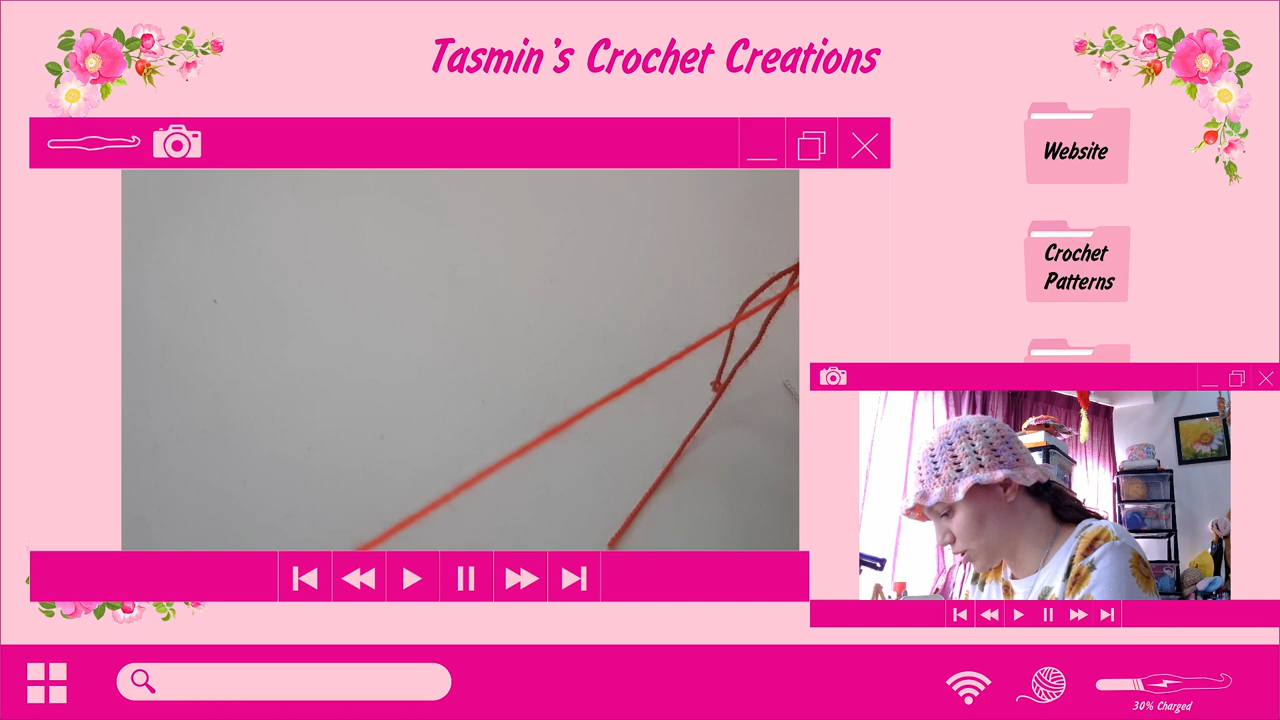 Tasmin's Crochet Creations
Website
Crochet
Patterns
30% Charged